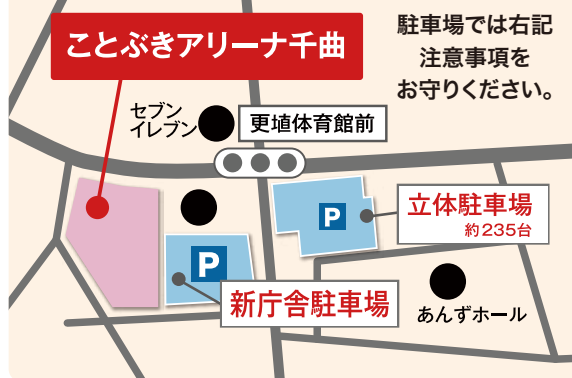 ことぶきアリーナ千曲
駐車場では右記
注意事項を
お守りください。
セブン
イレブン
更埴体育館前
P
立体駐車場
約235台
P
新庁舎駐車場
あんずホール